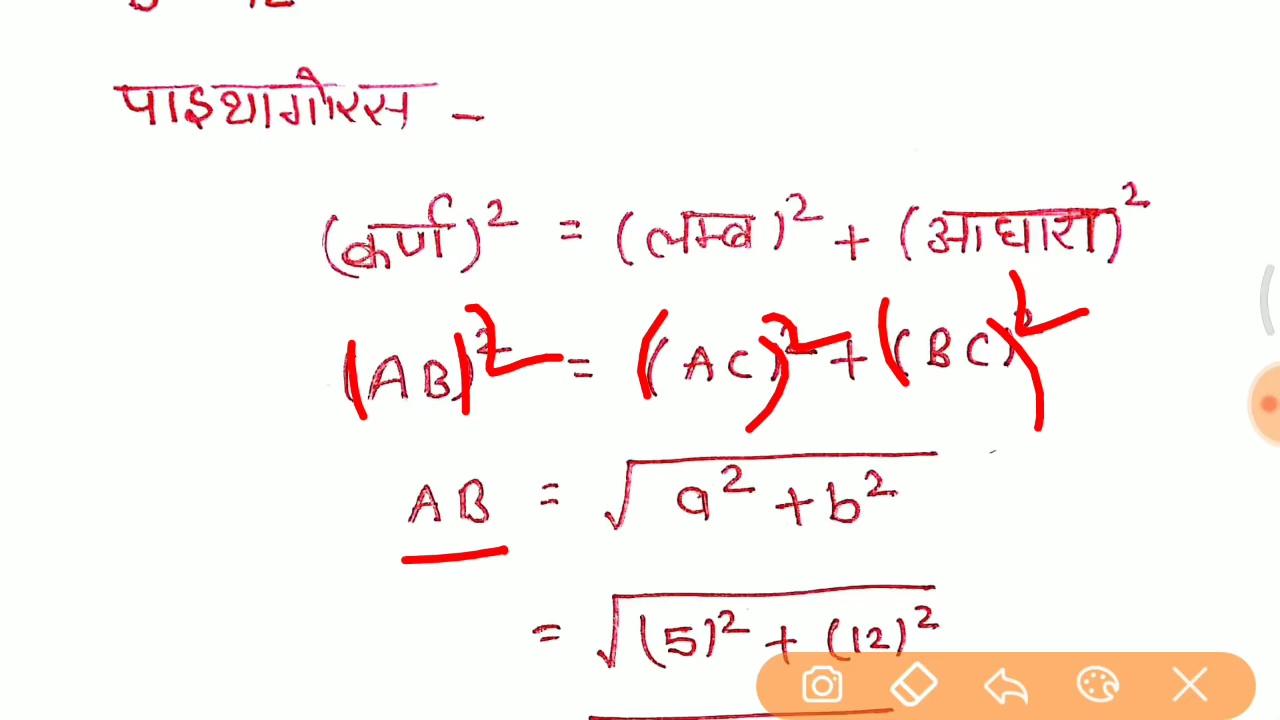 पाइथागोरस -
(कर्ण)² = (लम्ब)² + (आधार)²
(AB)² = (AC)² + (BC)²
AB = √a² + b²
= √(5)² + (12)²